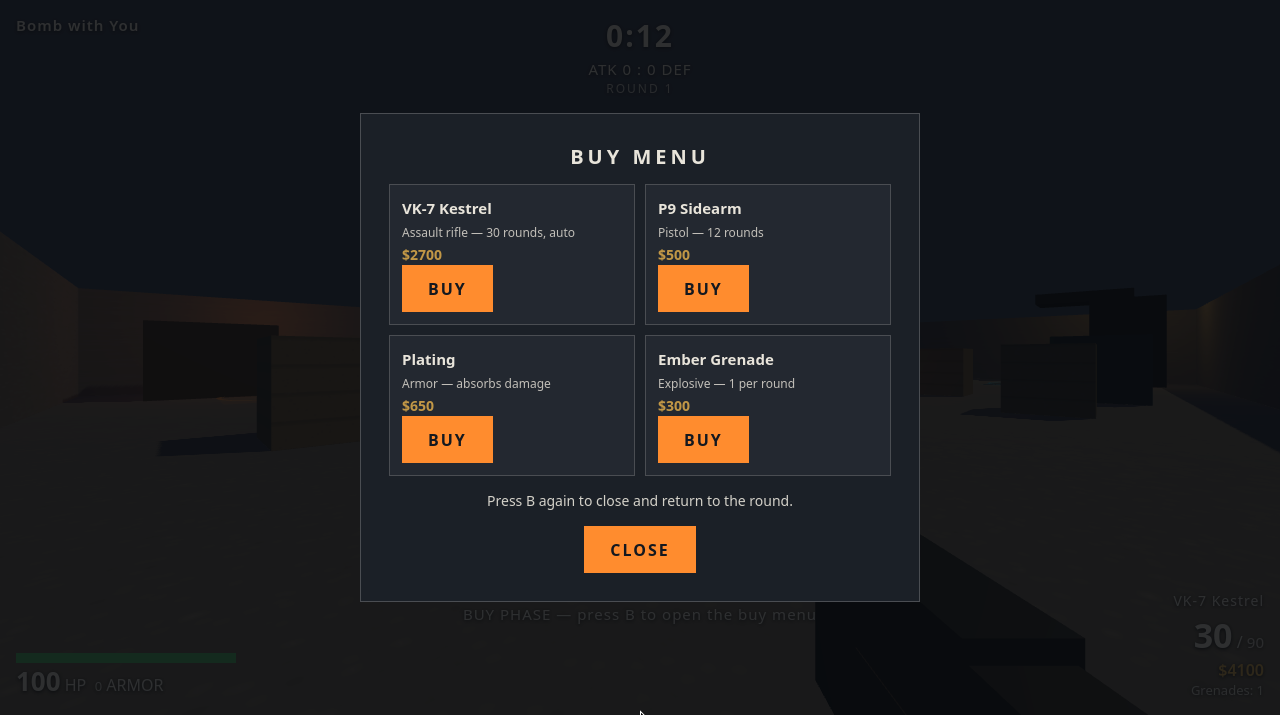 Bomb with You
0:12
ATK 0 : 0 DEF
ROUND 1
BUY MENU
VK-7 Kestrel
Assault rifle — 30 rounds, auto
$2700
BUY
P9 Sidearm
Pistol — 12 rounds
$500
BUY
Plating
Armor — absorbs damage
$650
BUY
Ember Grenade
Explosive — 1 per round
$300
BUY
Press B again to close and return to the round.
CLOSE
BUY PHASE — press B to open the buy menu
100 HP 0 ARMOR
VK-7 Kestrel
30 / 90
$4100
Grenades: 1